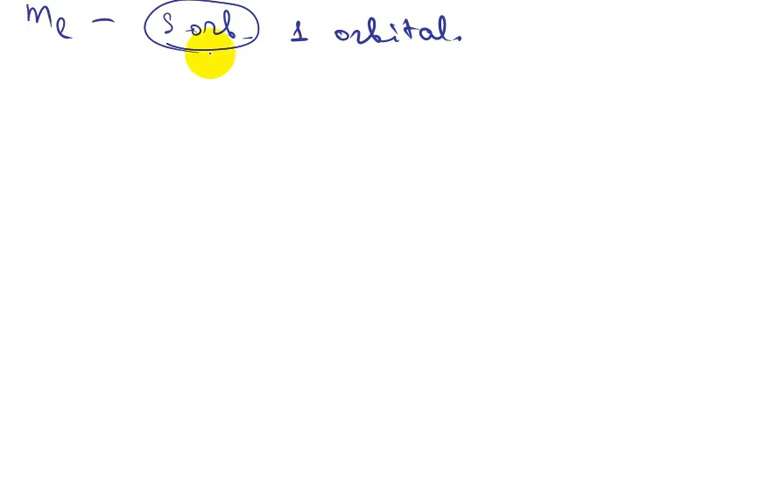 mℓ - s orb 1 orbital.